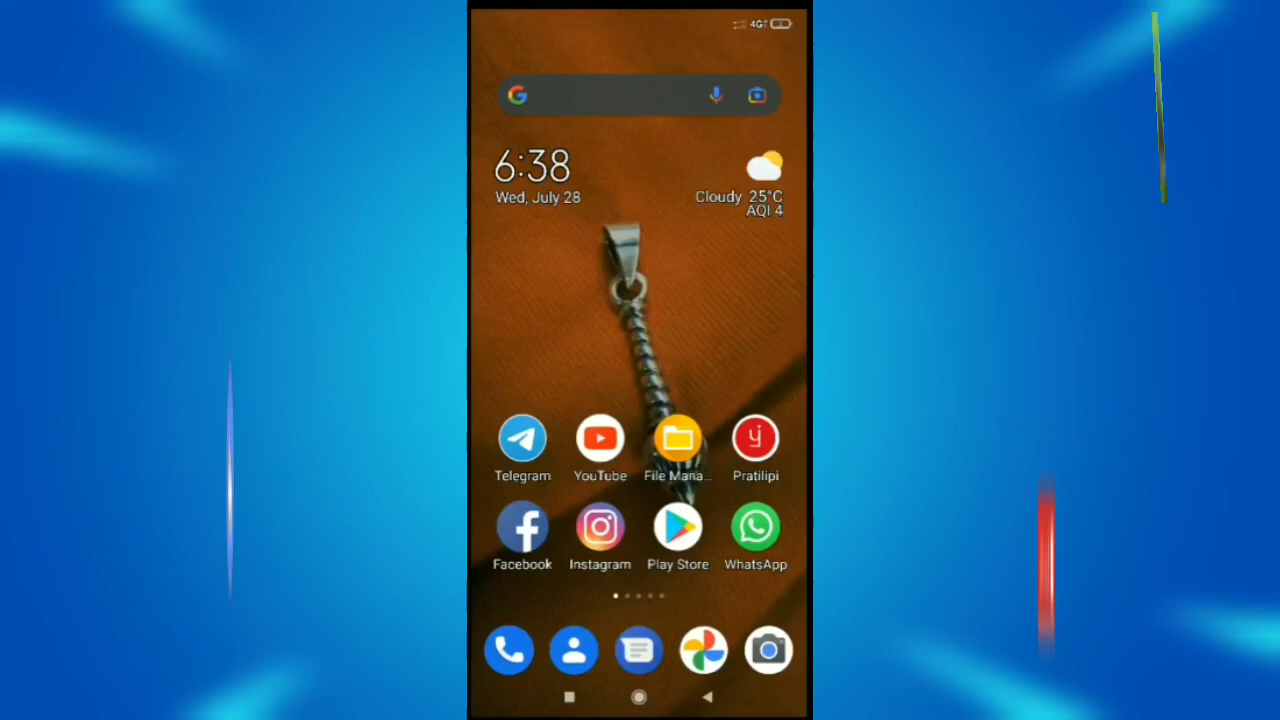 4G
6:38
Wed, July 28
Cloudy 25°C
AQI 4
Telegram YouTube File Mana... Pratilipi
Facebook Instagram Play Store WhatsApp